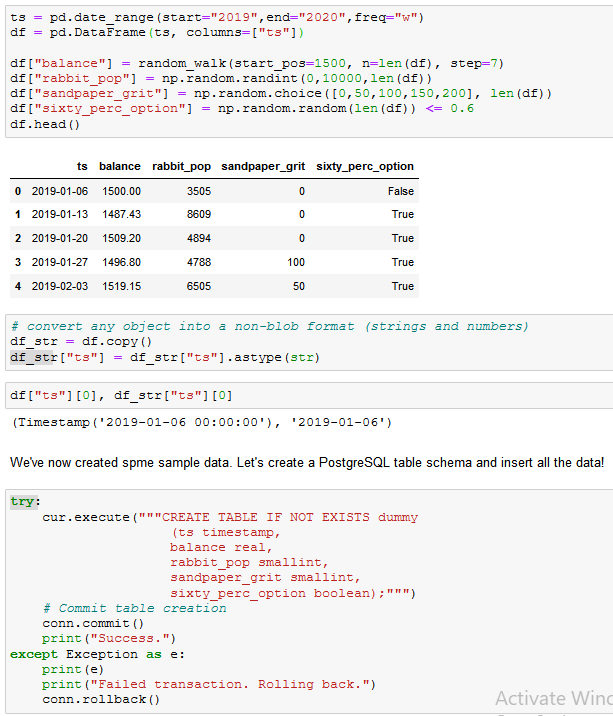 ts = pd.date_range(start="2019",end="2020",freq="w")
df = pd.DataFrame(ts, columns=["ts"])
df["balance"] = random_walk(start_pos=1500, n=len(df), step=7)
df["rabbit_pop"] = np.random.randint(0,10000,len(df))
df["sandpaper_grit"] = np.random.choice([0,50,100,150,200], len(df))
df["sixty_perc_option"] = np.random.random(len(df)) <= 0.6
df.head()
ts balance rabbit_pop sandpaper_grit sixty_perc_option
0 2019-01-06 1500.00 3505 0 False
1 2019-01-13 1487.43 8609 0 True
2 2019-01-20 1509.20 4894 0 True
3 2019-01-27 1496.80 4788 100 True
4 2019-02-03 1519.15 6505 50 True
# convert any object into a non-blob format (strings and numbers)
df_str = df.copy()
df_str["ts"] = df_str["ts"].astype(str)
df["ts"][0], df_str["ts"][0]
(Timestamp('2019-01-06 00:00:00'), '2019-01-06')
We've now created spme sample data. Let's create a PostgreSQL table schema and insert all the data!
try:
cur.execute("""CREATE TABLE IF NOT EXISTS dummy
(ts timestamp,
balance real,
rabbit_pop smallint,
sandpaper_grit smallint,
sixty_perc_option boolean);""")
# Commit table creation
conn.commit()
print("Success.")
except Exception as e:
print(e)
print("Failed transaction. Rolling back.")
conn.rollback()
Activate Winc